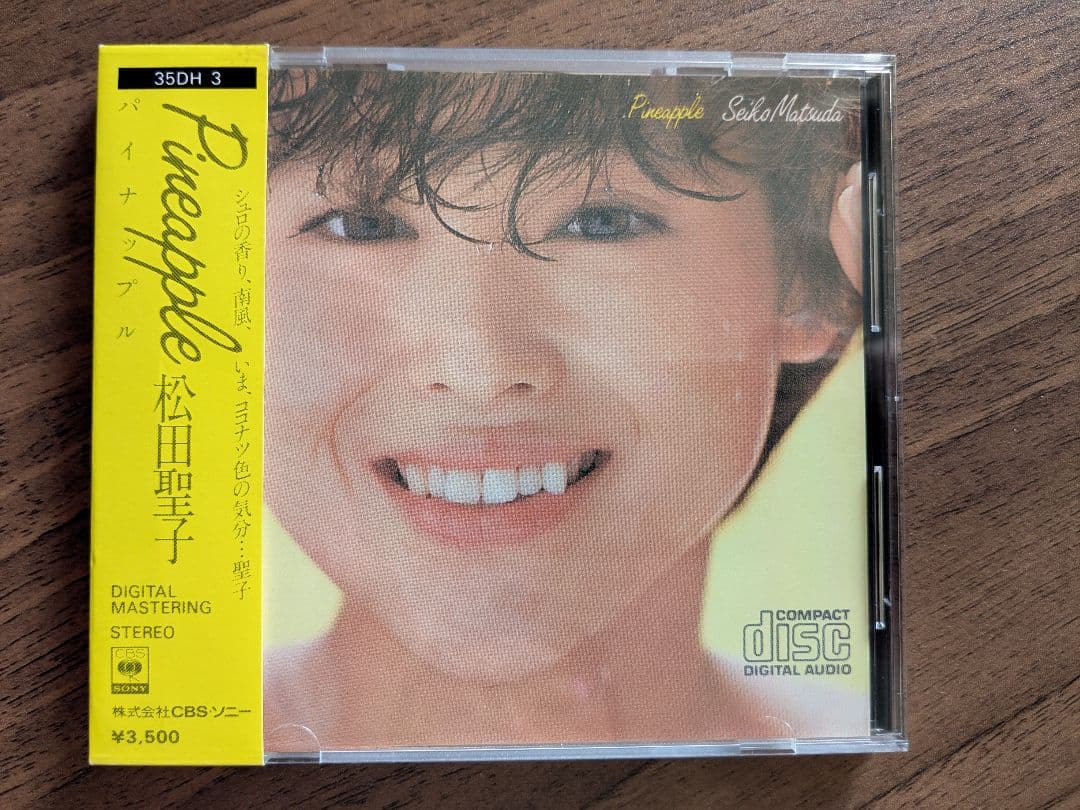 35DH 3
Pineapple
パイナップル
シュロの香り、南風、いま、ココナツ色の気分…聖子
松田聖子
DIGITAL
MASTERING
STEREO
CBS
SONY
株式会社CBS・ソニー
¥3,500
Pineapple Seiko Matsuda
COMPACT
disc
DIGITAL AUDIO